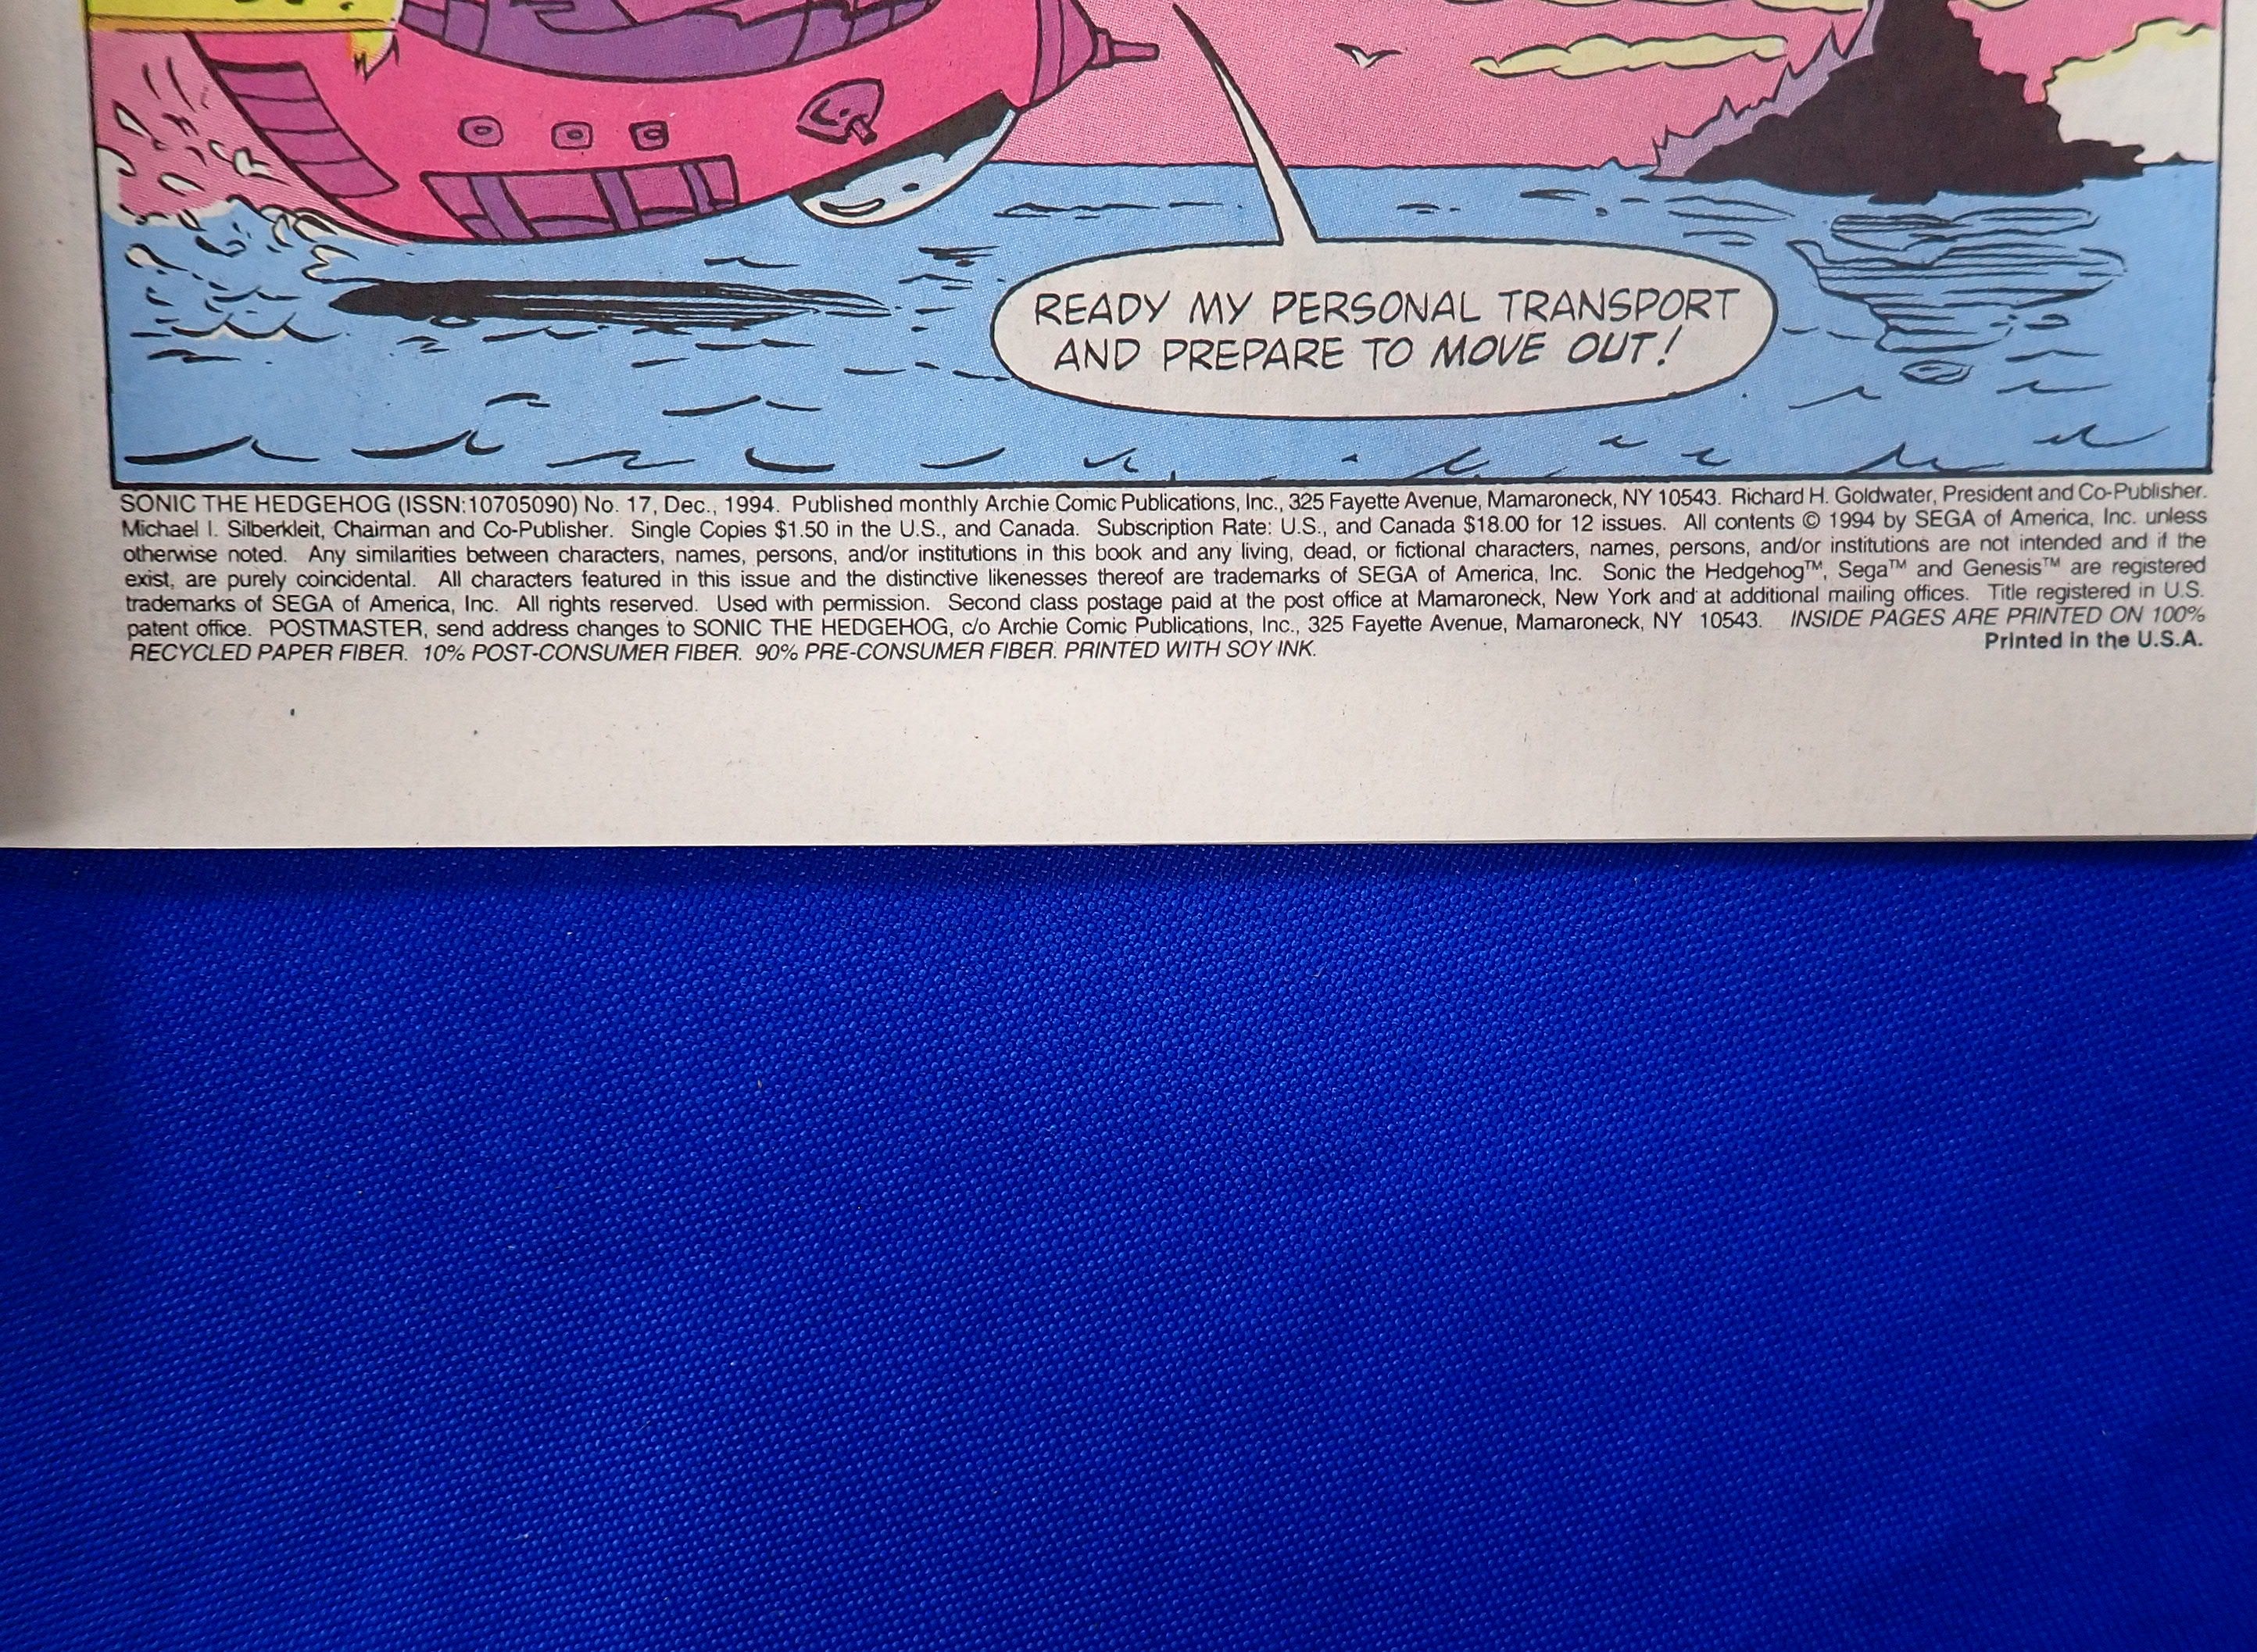 READY MY PERSONAL TRANSPORT
AND PREPARE TO MOVE OUT!
SONIC THE HEDGEHOG (ISSN:10705090) No. 17, Dec., 1994. Published monthly Archie Comic Publications, Inc., 325 Fayette Avenue, Mamaroneck, NY 10543. Richard H. Goldwater, President and Co-Publisher.
Michael I. Silberkleit, Chairman and Co-Publisher. Single Copies $1.50 in the U.S., and Canada. Subscription Rate: U.S., and Canada $18.00 for 12 issues. All contents © 1994 by SEGA of America, Inc. unless
otherwise noted. Any similarities between characters, names, persons, and/or institutions in this book and any living, dead, or fictional characters, names, persons, and/or institutions are not intended and if the
exist, are purely coincidental. All characters featured in this issue and the distinctive likenesses thereof are trademarks of SEGA of America, Inc. Sonic the Hedgehog™, Sega™ and Genesis™ are registered
trademarks of SEGA of America, Inc. All rights reserved. Used with permission. Second class postage paid at the post office at Mamaroneck, New York and at additional mailing offices. Title registered in U.S.
patent office. POSTMASTER, send address changes to SONIC THE HEDGEHOG, c/o Archie Comic Publications, Inc., 325 Fayette Avenue, Mamaroneck, NY 10543. INSIDE PAGES ARE PRINTED ON 100%
RECYCLED PAPER FIBER. 10% POST-CONSUMER FIBER. 90% PRE-CONSUMER FIBER. PRINTED WITH SOY INK.
Printed in the U.S.A.